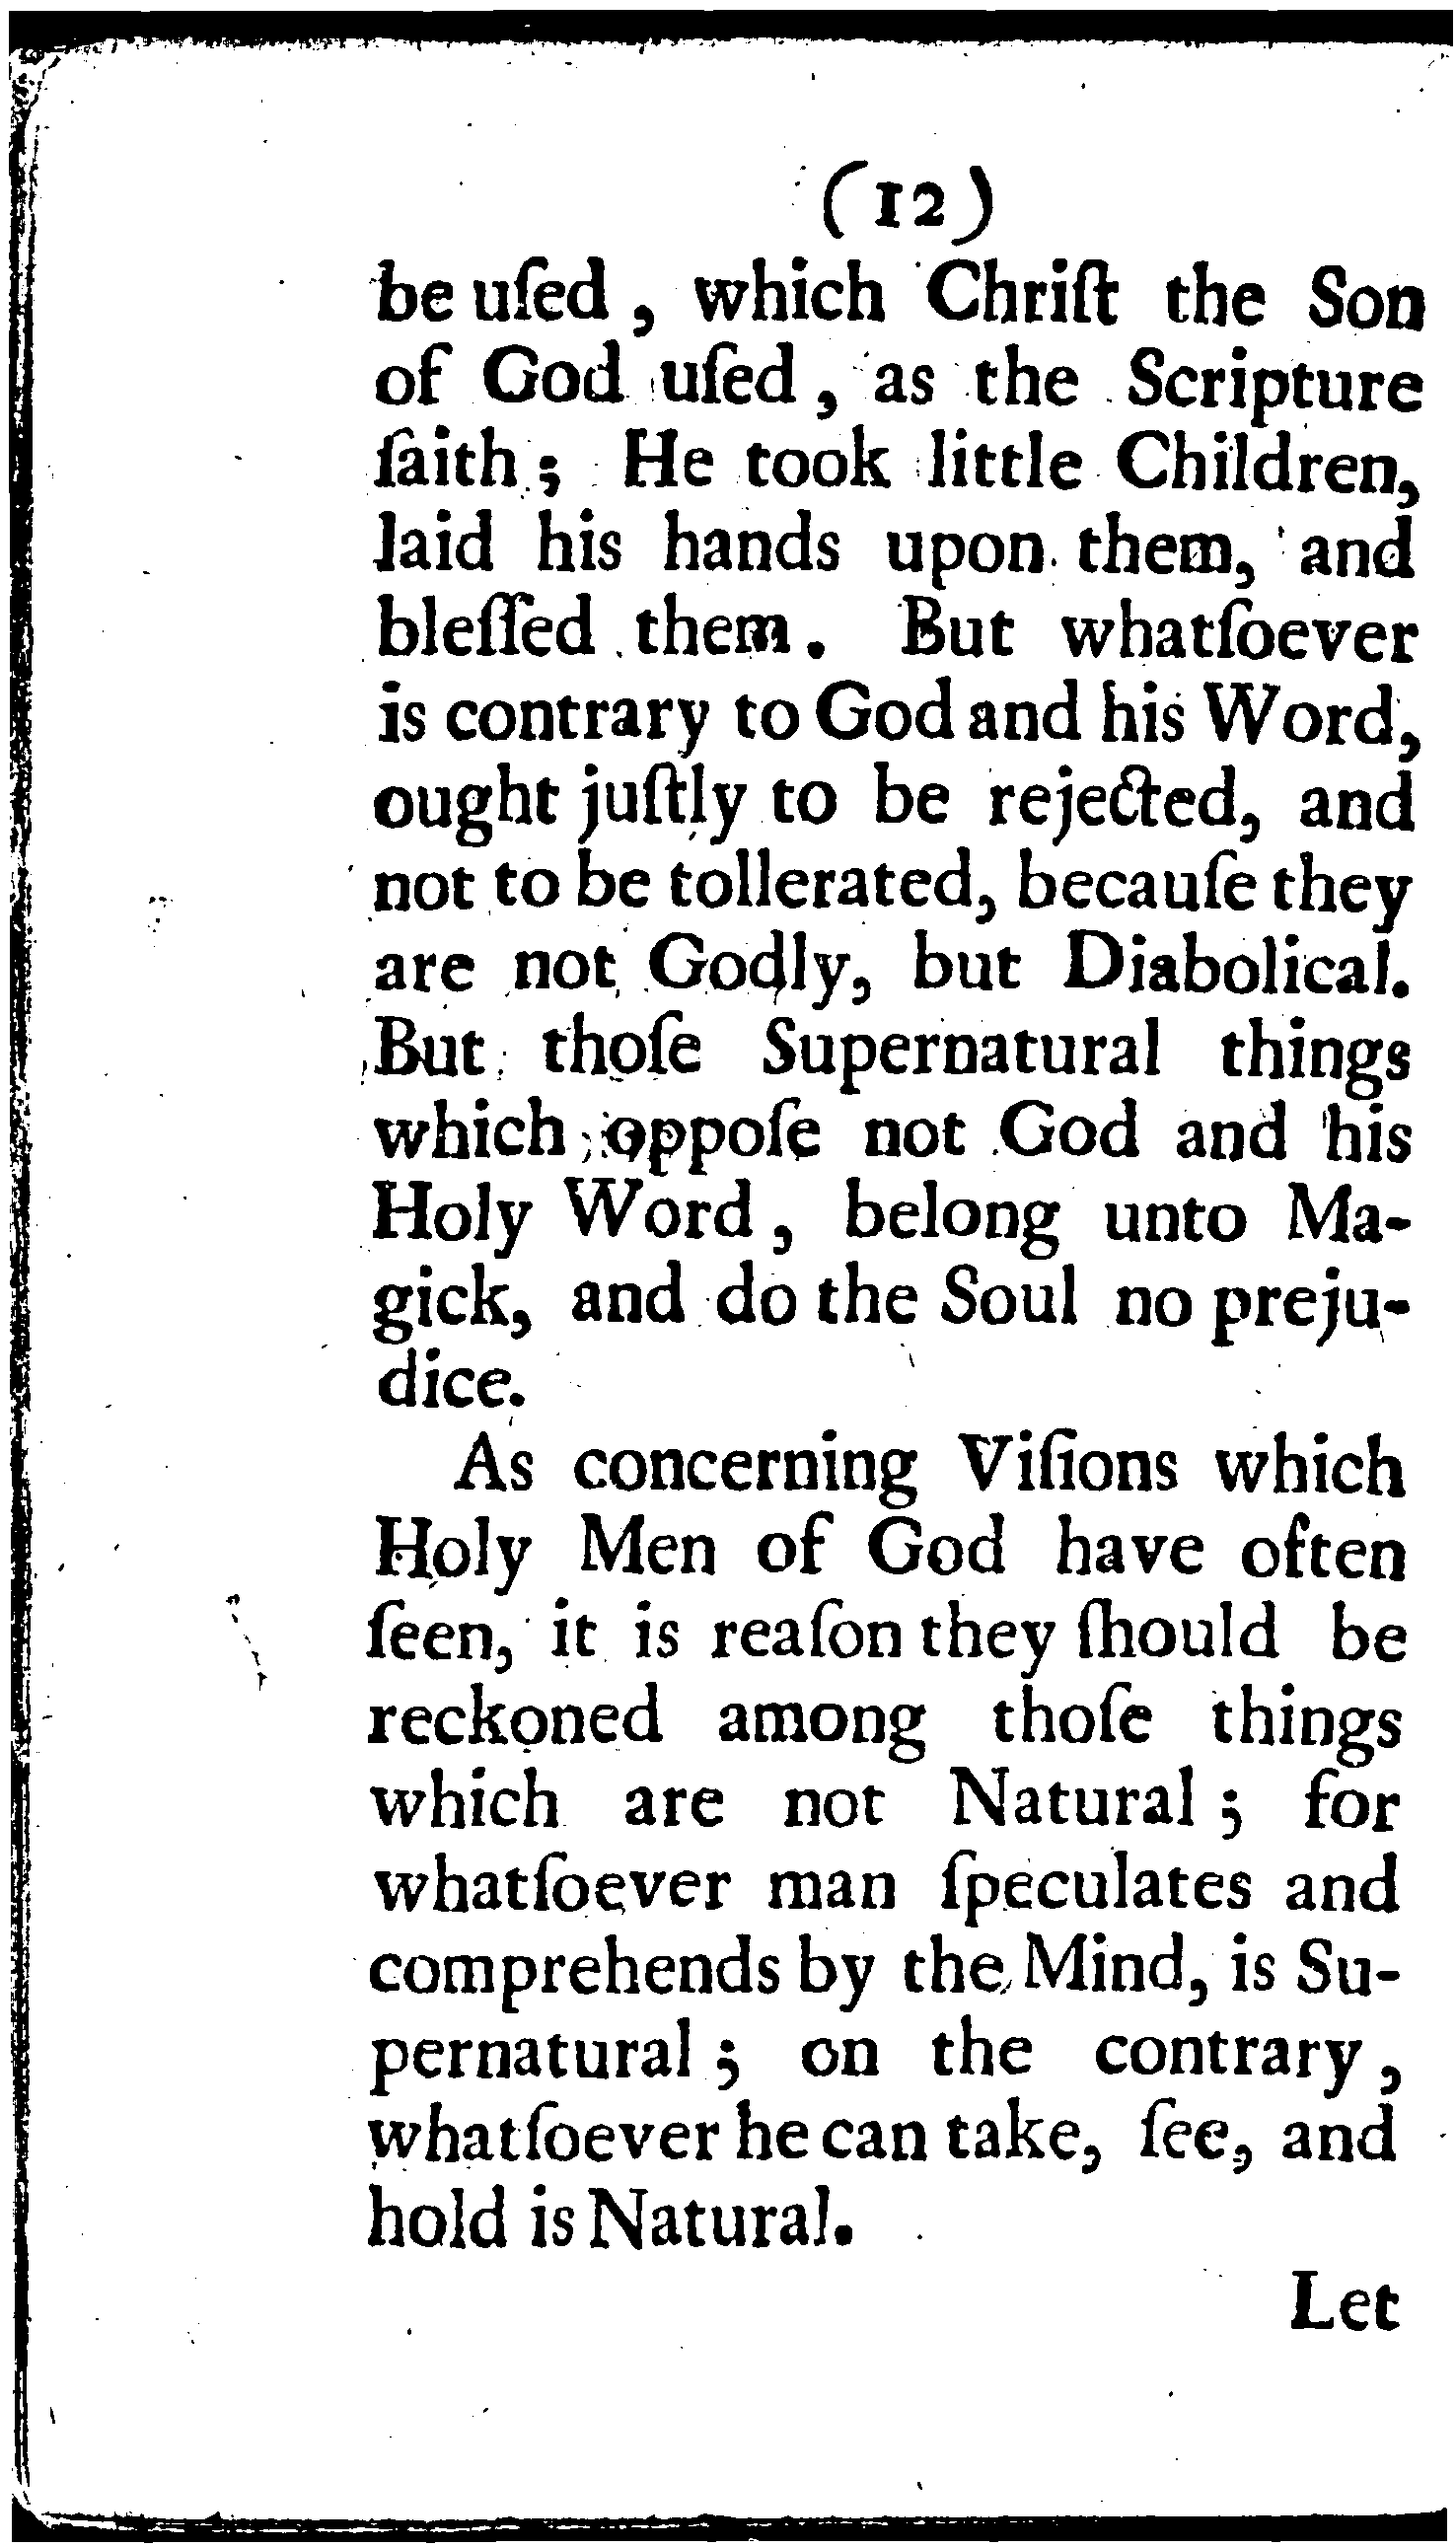 (12)
be uſed, which Chriſt the Son
of God uſed, as the Scripture
ſaith; He took little Children,
laid his hands upon them, and
bleſſed them. But whatſoever
is contrary to God and his Word,
ought juſtly to be rejected, and
not to be tollerated, becauſe they
are not Godly, but Diabolical.
But thoſe Supernatural things
which oppoſe not God and his
Holy Word, belong unto Ma-
gick, and do the Soul no preju-
dice.
As concerning Viſions which
Holy Men of God have often
ſeen, it is reaſon they ſhould be
reckoned among thoſe things
which are not Natural; for
whatſoever man ſpeculates and
comprehends by the Mind, is Su-
pernatural; on the contrary,
whatſoever he can take, ſee, and
hold is Natural.
Let